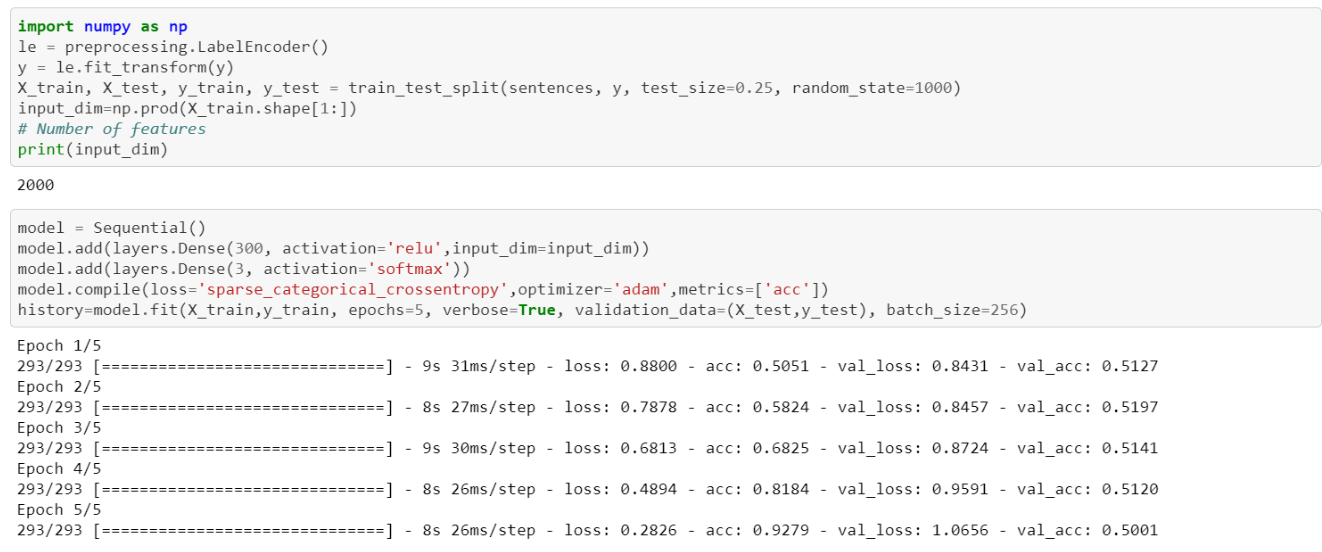 import numpy as np
le = preprocessing.LabelEncoder()
y = le.fit_transform(y)
X_train, X_test, y_train, y_test = train_test_split(sentences, y, test_size=0.25, random_state=1000)
input_dim=np.prod(X_train.shape[1:])
# Number of features
print(input_dim)
2000
model = Sequential()
model.add(layers.Dense(300, activation='relu',input_dim=input_dim))
model.add(layers.Dense(3, activation='softmax'))
model.compile(loss='sparse_categorical_crossentropy',optimizer='adam',metrics=['acc'])
history=model.fit(X_train,y_train, epochs=5, verbose=True, validation_data=(X_test,y_test), batch_size=256)
Epoch 1/5
293/293 [==============================] - 9s 31ms/step - loss: 0.8800 - acc: 0.5051 - val_loss: 0.8431 - val_acc: 0.5127
Epoch 2/5
293/293 [==============================] - 8s 27ms/step - loss: 0.7878 - acc: 0.5824 - val_loss: 0.8457 - val_acc: 0.5197
Epoch 3/5
293/293 [==============================] - 9s 30ms/step - loss: 0.6813 - acc: 0.6825 - val_loss: 0.8724 - val_acc: 0.5141
Epoch 4/5
293/293 [==============================] - 8s 26ms/step - loss: 0.4894 - acc: 0.8184 - val_loss: 0.9591 - val_acc: 0.5120
Epoch 5/5
293/293 [==============================] - 8s 26ms/step - loss: 0.2826 - acc: 0.9279 - val_loss: 1.0656 - val_acc: 0.5001